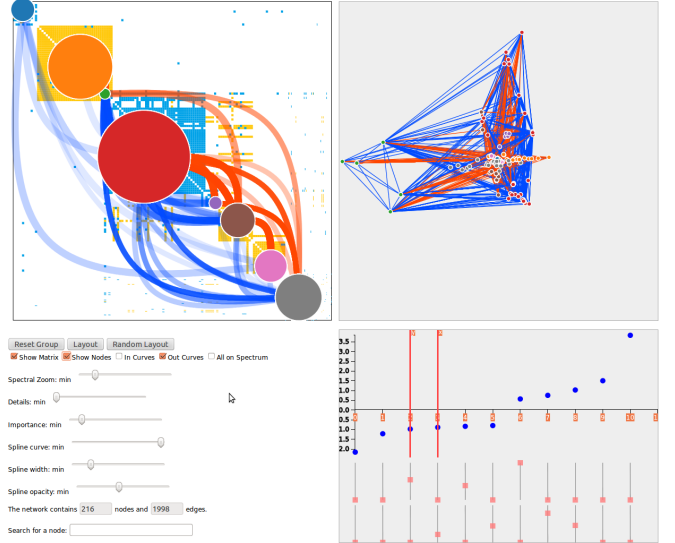 Reset Group Layout Random Layout
Show Matrix Show Nodes In Curves Out Curves All on Spectrum
Spectral Zoom: min
Details: min
Importance: min
Spline curve: min
Spline width: min
Spline opacity: min
The network contains 216 nodes and 1998 edges.
Search for a node:
3.5
3.0
2.5
2.0
1.5
1.0
0.5
0.0
0.5
1.0
1.5
2.0